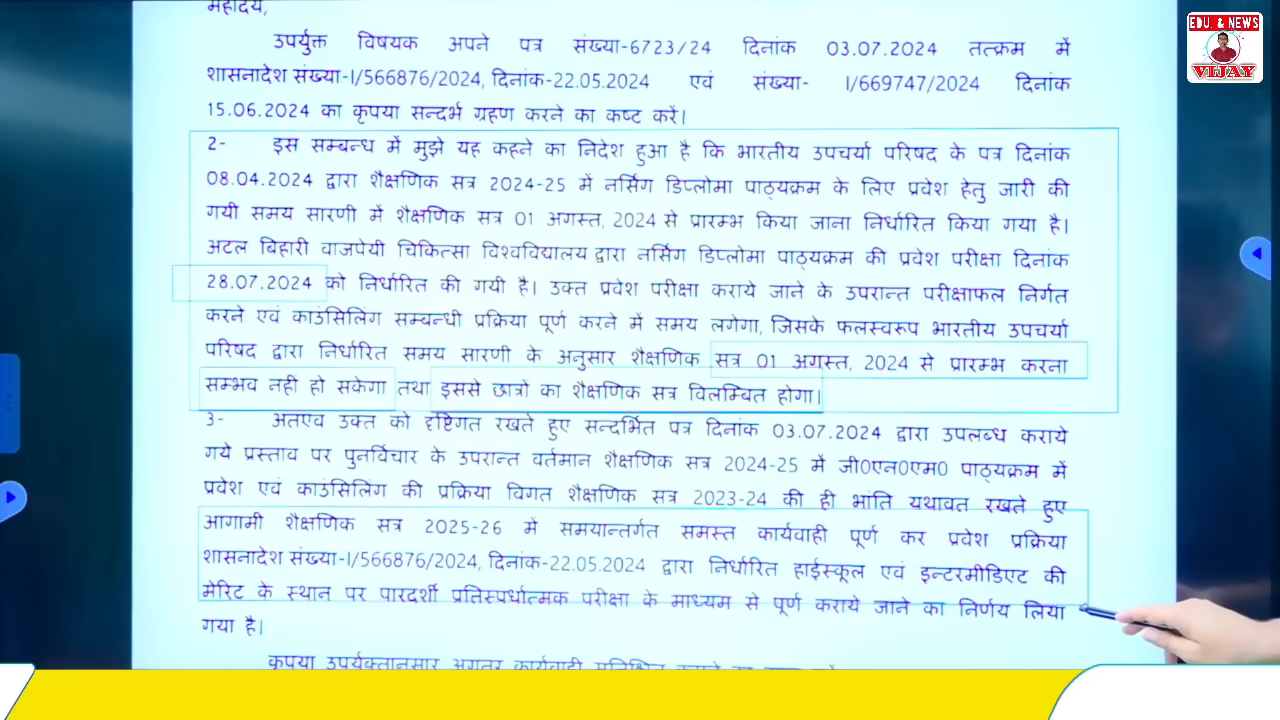 महोदय,
उपर्युक्त विषयक अपने पत्र संख्या-6723/24 दिनांक 03.07.2024 तत्क्रम में
शासनादेश संख्या-I/566876/2024, दिनांक-22.05.2024 एवं संख्या- I/669747/2024 दिनांक
15.06.2024 का कृपया सन्दर्भ ग्रहण करने का कष्ट करें।
2- इस सम्बन्ध में मुझे यह कहने का निदेश हुआ है कि भारतीय उपचर्या परिषद के पत्र दिनांक
08.04.2024 द्वारा शैक्षणिक सत्र 2024-25 में नर्सिंग डिप्लोमा पाठ्यक्रम के लिए प्रवेश हेतु जारी की
गयी समय सारणी में शैक्षणिक सत्र 01 अगस्त, 2024 से प्रारम्भ किया जाना निर्धारित किया गया है।
अटल बिहारी वाजपेयी चिकित्सा विश्वविद्यालय द्वारा नर्सिंग डिप्लोमा पाठ्यक्रम की प्रवेश परीक्षा दिनांक
28.07.2024 को निर्धारित की गयी है। उक्त प्रवेश परीक्षा कराये जाने के उपरान्त परीक्षाफल निर्गत
करने एवं काउंसिलिंग सम्बन्धी प्रक्रिया पूर्ण करने में समय लगेगा, जिसके फलस्वरूप भारतीय उपचर्या
परिषद द्वारा निर्धारित समय सारणी के अनुसार शैक्षणिक सत्र 01 अगस्त, 2024 से प्रारम्भ करना
सम्भव नहीं हो सकेगा तथा इससे छात्रों का शैक्षणिक सत्र विलम्बित होगा।
3- अतएव उक्त को दृष्टिगत रखते हुए सन्दर्भित पत्र दिनांक 03.07.2024 द्वारा उपलब्ध कराये
गये प्रस्ताव पर पुनर्विचार के उपरान्त वर्तमान शैक्षणिक सत्र 2024-25 में जी0एन0एम0 पाठ्यक्रम में
प्रवेश एवं काउंसिलिंग की प्रक्रिया विगत शैक्षणिक सत्र 2023-24 की ही भांति यथावत रखते हुए
आगामी शैक्षणिक सत्र 2025-26 में समयान्तर्गत समस्त कार्यवाही पूर्ण कर प्रवेश प्रक्रिया
शासनादेश संख्या-I/566876/2024, दिनांक-22.05.2024 द्वारा निर्धारित हाईस्कूल एवं इन्टरमीडिएट की
मेरिट के स्थान पर पारदर्शी प्रतिस्पर्धात्मक परीक्षा के माध्यम से पूर्ण कराये जाने का निर्णय लिया
गया है।
कृपया उपर्युक्तानुसार अग्रतर कार्यवाही
EDU. & NEWS
VIJAY